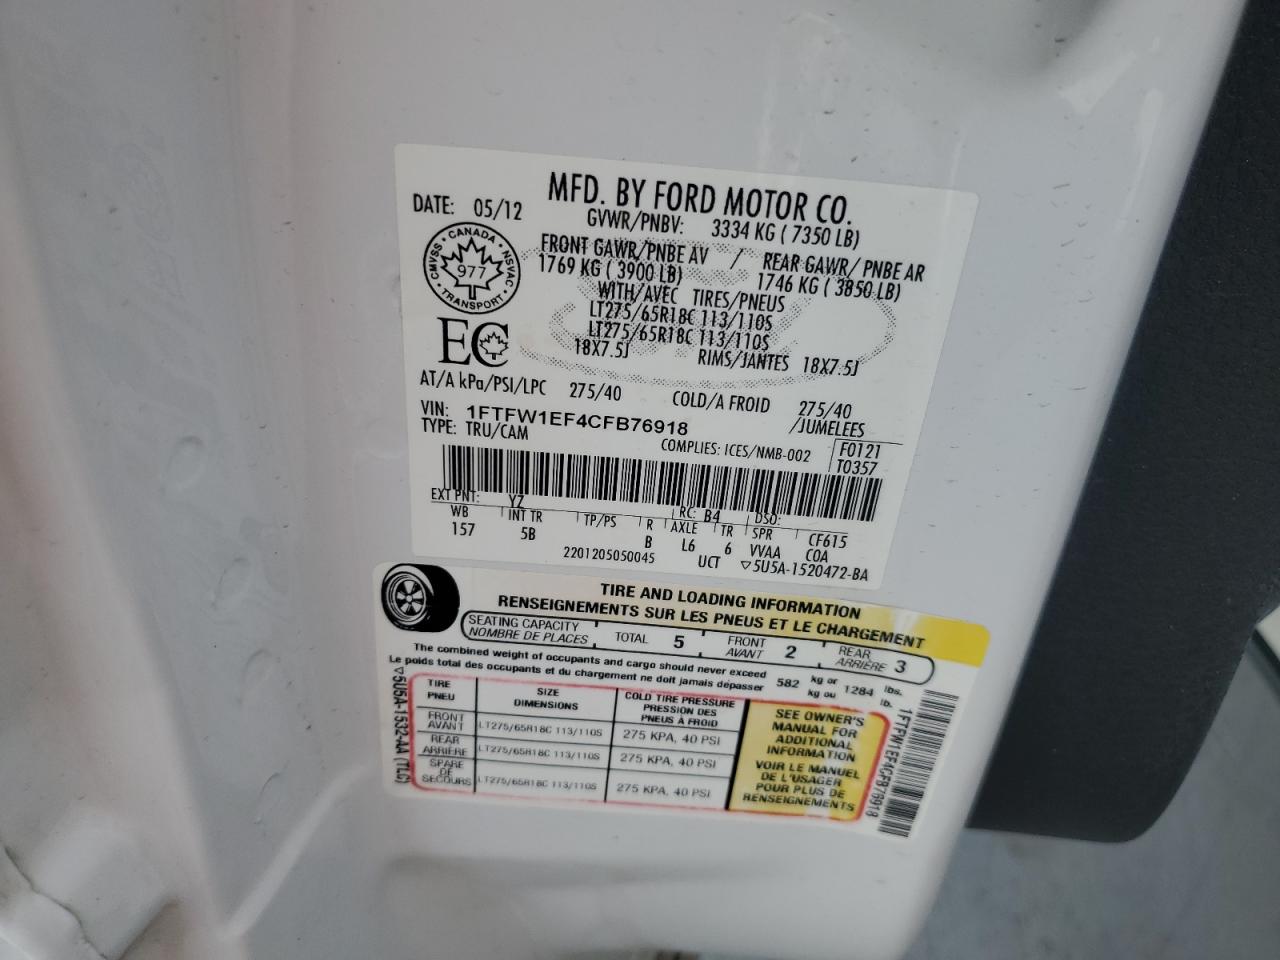 MFD. BY FORD MOTOR CO.
DATE: 05/12
GVWR/PNBV: 3334 KG ( 7350 LB)
FRONT GAWR/PNBE AV / REAR GAWR/ PNBE AR
1769 KG ( 3900 LB) 1746 KG ( 3850 LB)
WITH/AVEC TIRES/PNEUS
LT275/65R18C 113/110S
LT275/65R18C 113/110S
18X7.5J RIMS/JANTES 18X7.5J
CANADA
CMVSS NSVAC
977
TRANSPORT
EC
AT/A kPa/PSI/LPC 275/40 COLD/A FROID 275/40
VIN: 1FTFW1EF4CFB76918 /JUMELEES
TYPE: TRU/CAM COMPLIES: ICES/NMB-002 F0121
T0357
EXT PNT: YZ RC: B4 DSO:
WB INT TR TP/PS R AXLE TR SPR CF615
157 5B B L6 6 VVAA COA
2201205050045 UCT ▽5U5A-1520472-BA
TIRE AND LOADING INFORMATION
RENSEIGNEMENTS SUR LES PNEUS ET LE CHARGEMENT
SEATING CAPACITY
NOMBRE DE PLACES TOTAL 5 FRONT AVANT 2 REAR ARRIÈRE 3
The combined weight of occupants and cargo should never exceed 582 kg or 1284 lbs.
Le poids total des occupants et du chargement ne doit jamais dépasser kg ou lb.
TIRE PNEU SIZE DIMENSIONS COLD TIRE PRESSURE PRESSION DES PNEUS À FROID
FRONT AVANT LT275/65R18C 113/110S 275 KPA, 40 PSI
REAR ARRIÈRE LT275/65R18C 113/110S 275 KPA, 40 PSI
SPARE DE SECOURS LT275/65R18C 113/110S 275 KPA, 40 PSI
SEE OWNER'S
MANUAL FOR
ADDITIONAL
INFORMATION
VOIR LE MANUEL
DE L'USAGER
POUR PLUS DE
RENSEIGNEMENTS
▽5U5A-1532-AA (TLC)
1FTFW1EF4CFB76918